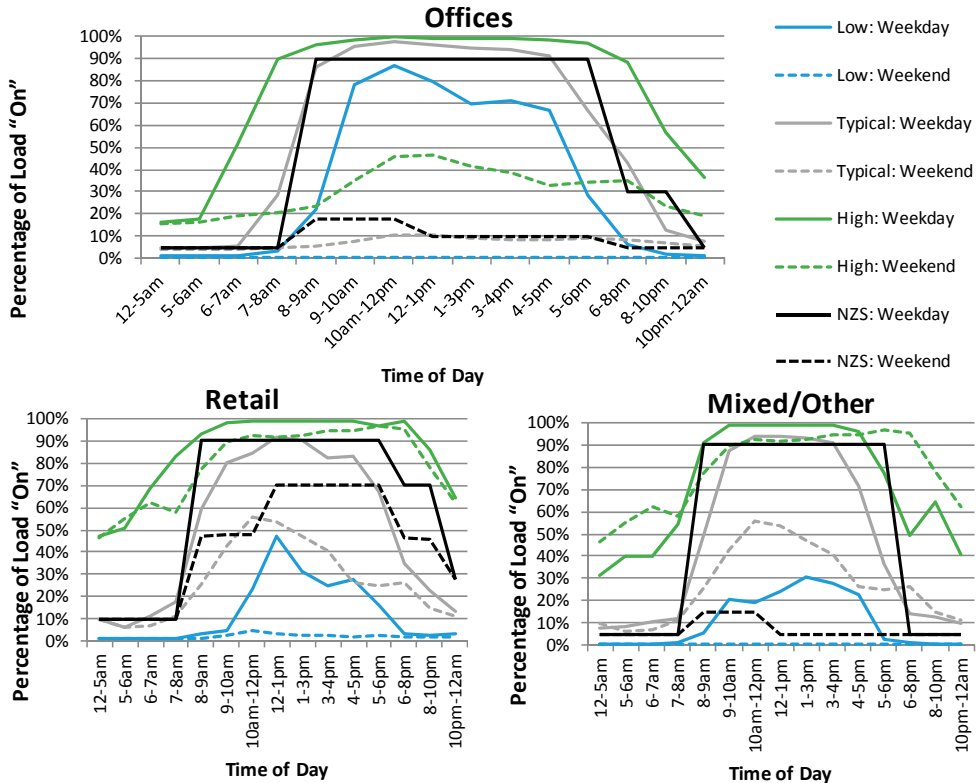 Offices
Percentage of Load “On”
100%
90%
80%
70%
60%
50%
40%
30%
20%
10%
0%
12-5am
5-6am
6-7am
7-8am
8-9am
9-10am
10am-12pm
12-1pm
1-3pm
3-4pm
4-5pm
5-6pm
6-8pm
8-10pm
10pm-12am
Time of Day
Low: Weekday
Low: Weekend
Typical: Weekday
Typical: Weekend
High: Weekday
High: Weekend
NZS: Weekday
NZS: Weekend
Retail
Percentage of Load “On”
100%
90%
80%
70%
60%
50%
40%
30%
20%
10%
0%
12-5am
5-6am
6-7am
7-8am
8-9am
9-10am
10am-12pm
12-1pm
1-3pm
3-4pm
4-5pm
5-6pm
6-8pm
8-10pm
10pm-12am
Time of Day
Mixed/Other
Percentage of Load “On”
100%
90%
80%
70%
60%
50%
40%
30%
20%
10%
0%
12-5am
5-6am
6-7am
7-8am
8-9am
9-10am
10am-12pm
12-1pm
1-3pm
3-4pm
4-5pm
5-6pm
6-8pm
8-10pm
10pm-12am
Time of Day